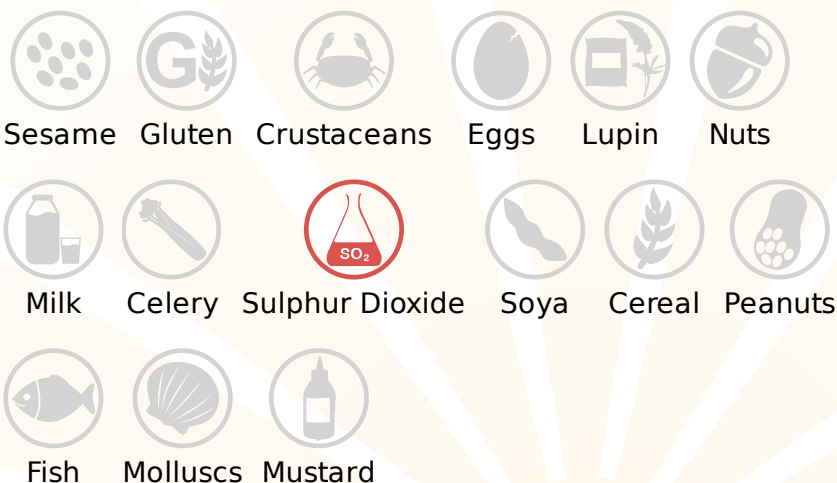 G
Sesame Gluten Crustaceans Eggs Lupin Nuts
SO₂
Milk Celery Sulphur Dioxide Soya Cereal Peanuts
Fish Molluscs Mustard